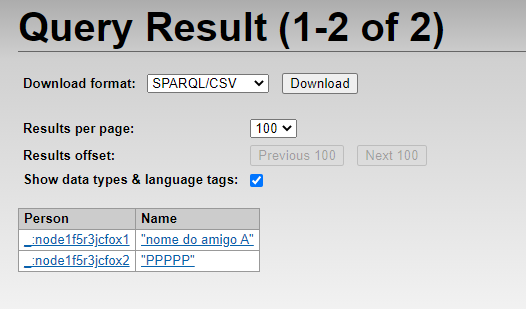 Query Result (1-2 of 2)
Download format: SPARQL/CSV Download
Results per page: 100
Results offset: Previous 100 Next 100
Show data types & language tags:
Person Name
_:node1f5r3jcfox1 "nome do amigo A"
_:node1f5r3jcfox2 "PPPPP"